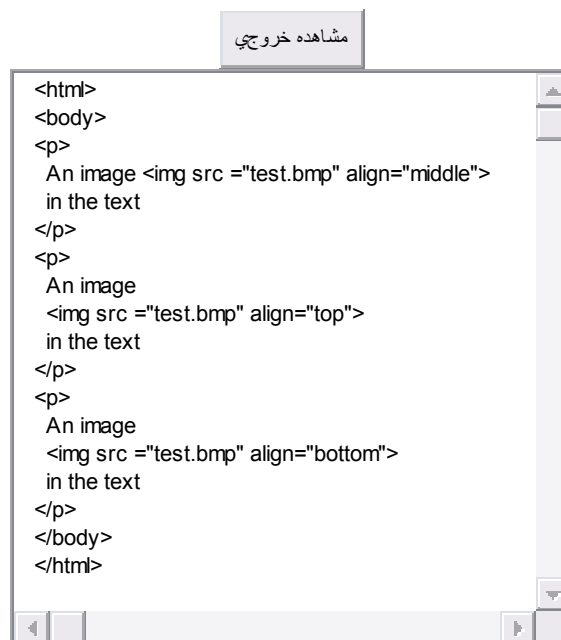 مشاهده خروجي
<html>
<body>
<p>
An image <img src ="test.bmp" align="middle">
in the text
</p>
<p>
An image
<img src ="test.bmp" align="top">
in the text
</p>
<p>
An image
<img src ="test.bmp" align="bottom">
in the text
</p>
</body>
</html>